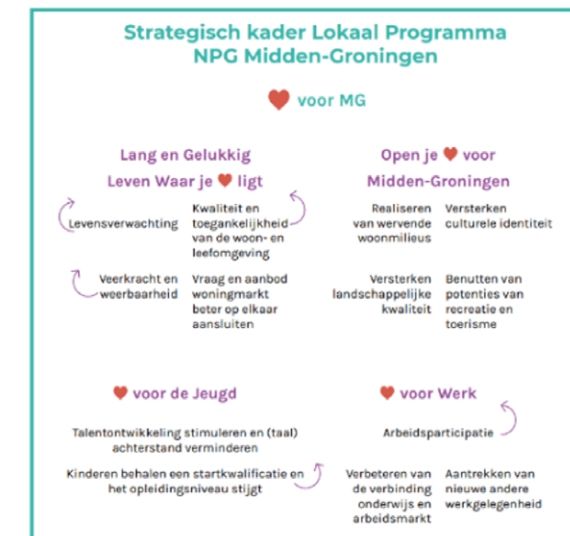 Strategisch kader Lokaal Programma
NPG Midden-Groningen
voor MG
Lang en Gelukkig
Leven Waar je ligt
Levensverwachting
Kwaliteit en
toegankelijkheid
van de woon- en
leefomgeving
Veerkracht en
weerbaarheid
Vraag en aanbod
woningmarkt
beter op elkaar
aansluiten
Open je voor
Midden-Groningen
Realiseren
van wervende
woonmilieus
Versterken
culturele identiteit
Versterken
landschappelijke
kwaliteit
Benutten van
potenties van
recreatie en
toerisme
voor de Jeugd
Talentontwikkeling stimuleren en (taal)
achterstand verminderen
Kinderen behalen een startkwalificatie en
het opleidingsniveau stijgt
voor Werk
Arbeidsparticipatie
Verbeteren van
de verbinding
onderwijs en
arbeidsmarkt
Aantrekken van
nieuwe andere
werkgelegenheid